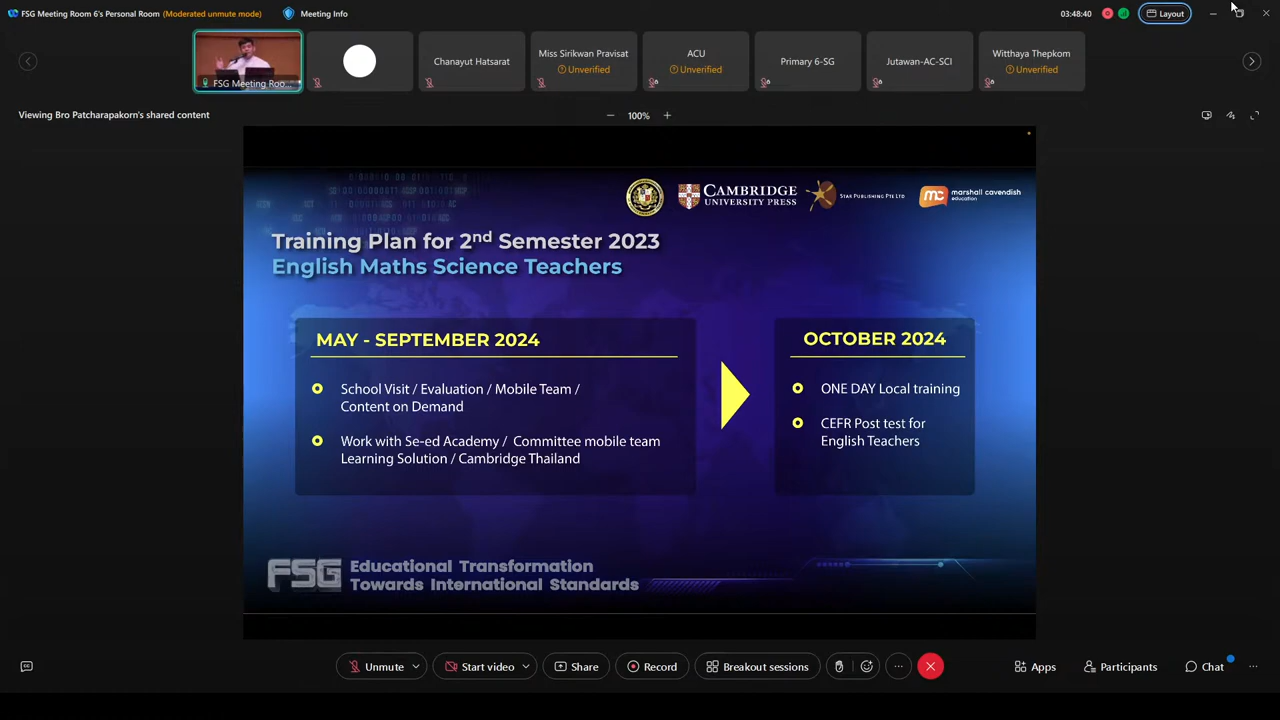 FSG Meeting Room 6's Personal Room (Moderated unmute mode)
Meeting Info
03:48:40
Layout
FSG Meeting Roo...
Chanayut Hatsarat
Miss Sirikwan Pravisat
Unverified
ACU
Unverified
Primary 6-SG
Jutawan-AC-SCI
Witthaya Thepkom
Unverified
Viewing Bro Patcharapakorn's shared content
100%
CAMBRIDGE
UNIVERSITY PRESS
STAR PUBLISHING PTE LTD
mc marshall cavendish
education
Training Plan for 2nd Semester 2023
English Maths Science Teachers
MAY - SEPTEMBER 2024
School Visit / Evaluation / Mobile Team /
Content on Demand
Work with Se-ed Academy / Committee mobile team
Learning Solution / Cambridge Thailand
OCTOBER 2024
ONE DAY Local training
CEFR Post test for
English Teachers
FSG Educational Transformation
Towards International Standards
Unmute
Start video
Share
Record
Breakout sessions
Apps
Participants
Chat